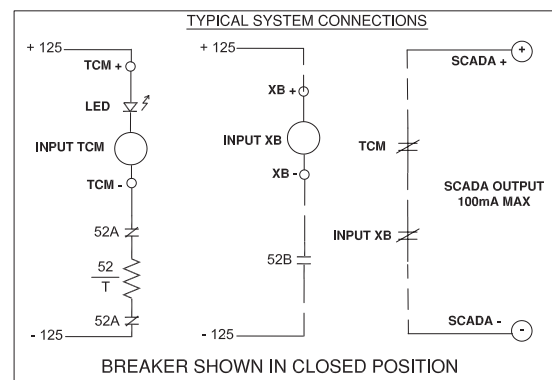 TYPICAL SYSTEM CONNECTIONS
+ 125
TCM +
LED
INPUT TCM
TCM -
52A
52
T
52A
- 125
+ 125
XB +
INPUT XB
XB -
52B
- 125
+
SCADA +
TCM
SCADA OUTPUT
100mA MAX
INPUT XB
SCADA -
-
BREAKER SHOWN IN CLOSED POSITION